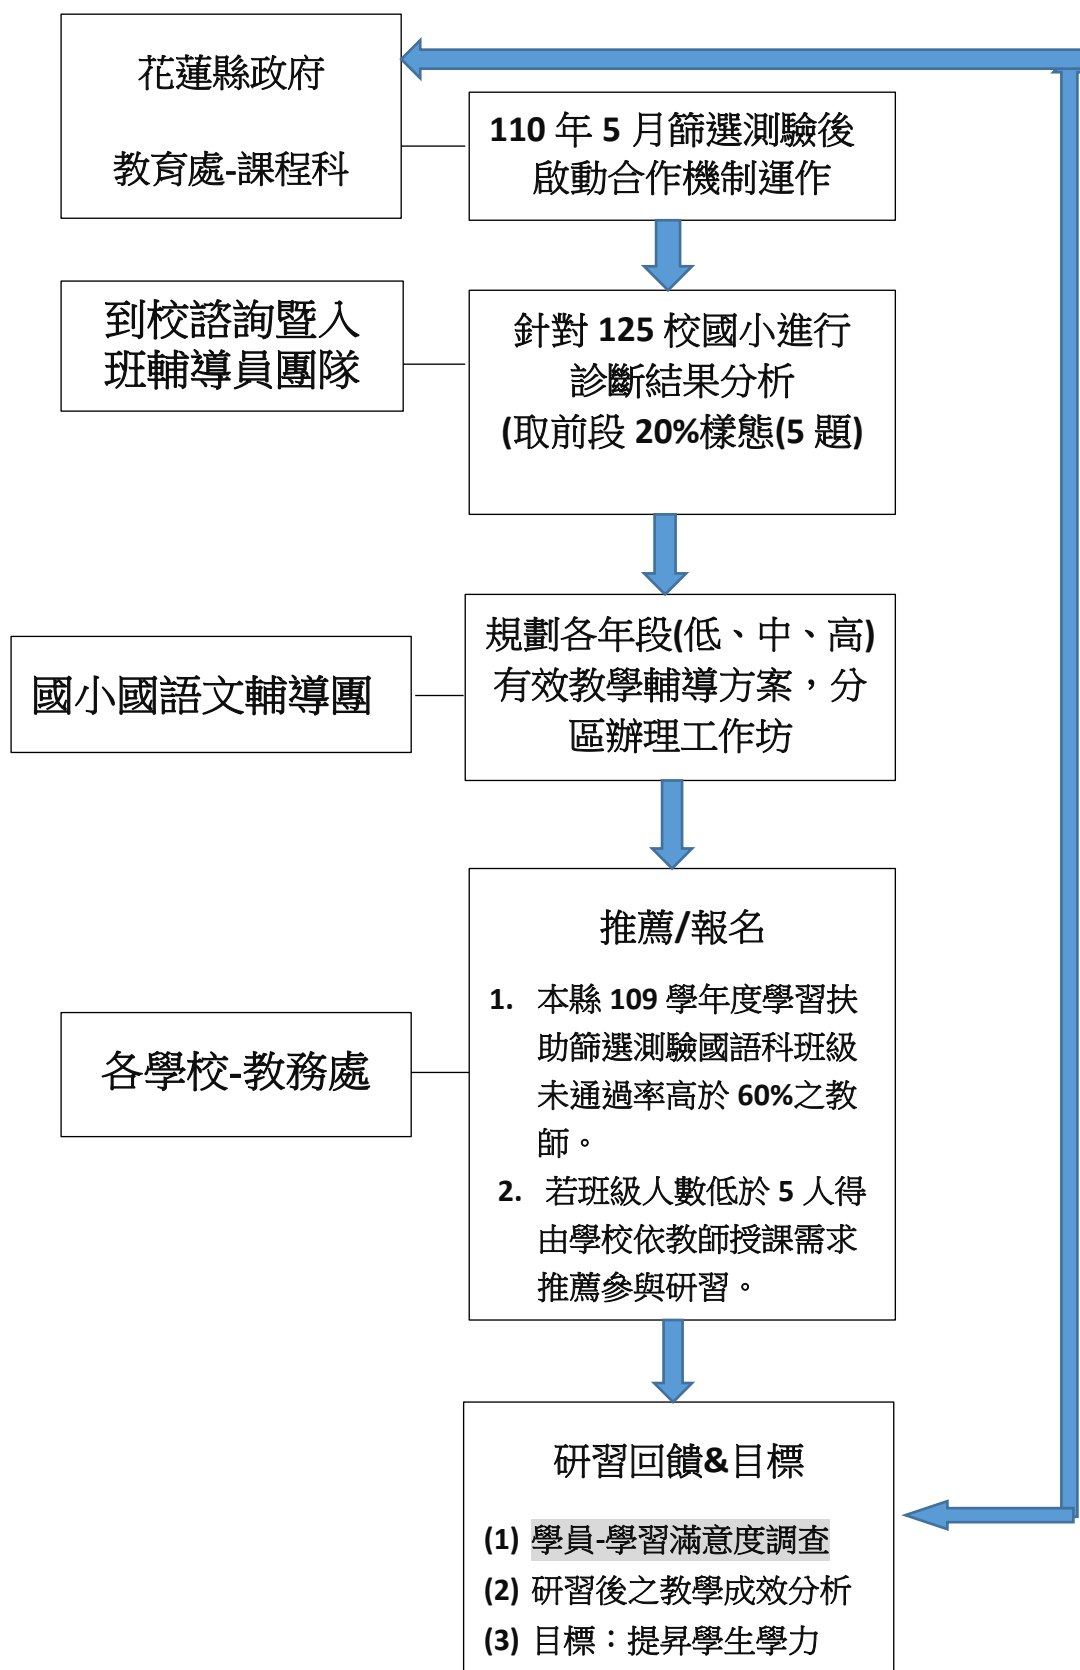 花蓮縣政府
教育處-課程科
110 年 5 月篩選測驗後
啟動合作機制運作
到校諮詢暨入
班輔導員團隊
針對 125 校國小進行
診斷結果分析
(取前段 20%樣態(5 題)
國小國語文輔導團
規劃各年段(低、中、高)
有效教學輔導方案，分
區辦理工作坊
各學校-教務處
推薦/報名
1. 本縣 109 學年度學習扶
助篩選測驗國語科班級
未通過率高於 60%之教
師。
2. 若班級人數低於 5 人得
由學校依教師授課需求
推薦參與研習。
研習回饋&目標
(1) 學員-學習滿意度調查
(2) 研習後之教學成效分析
(3) 目標：提昇學生學力